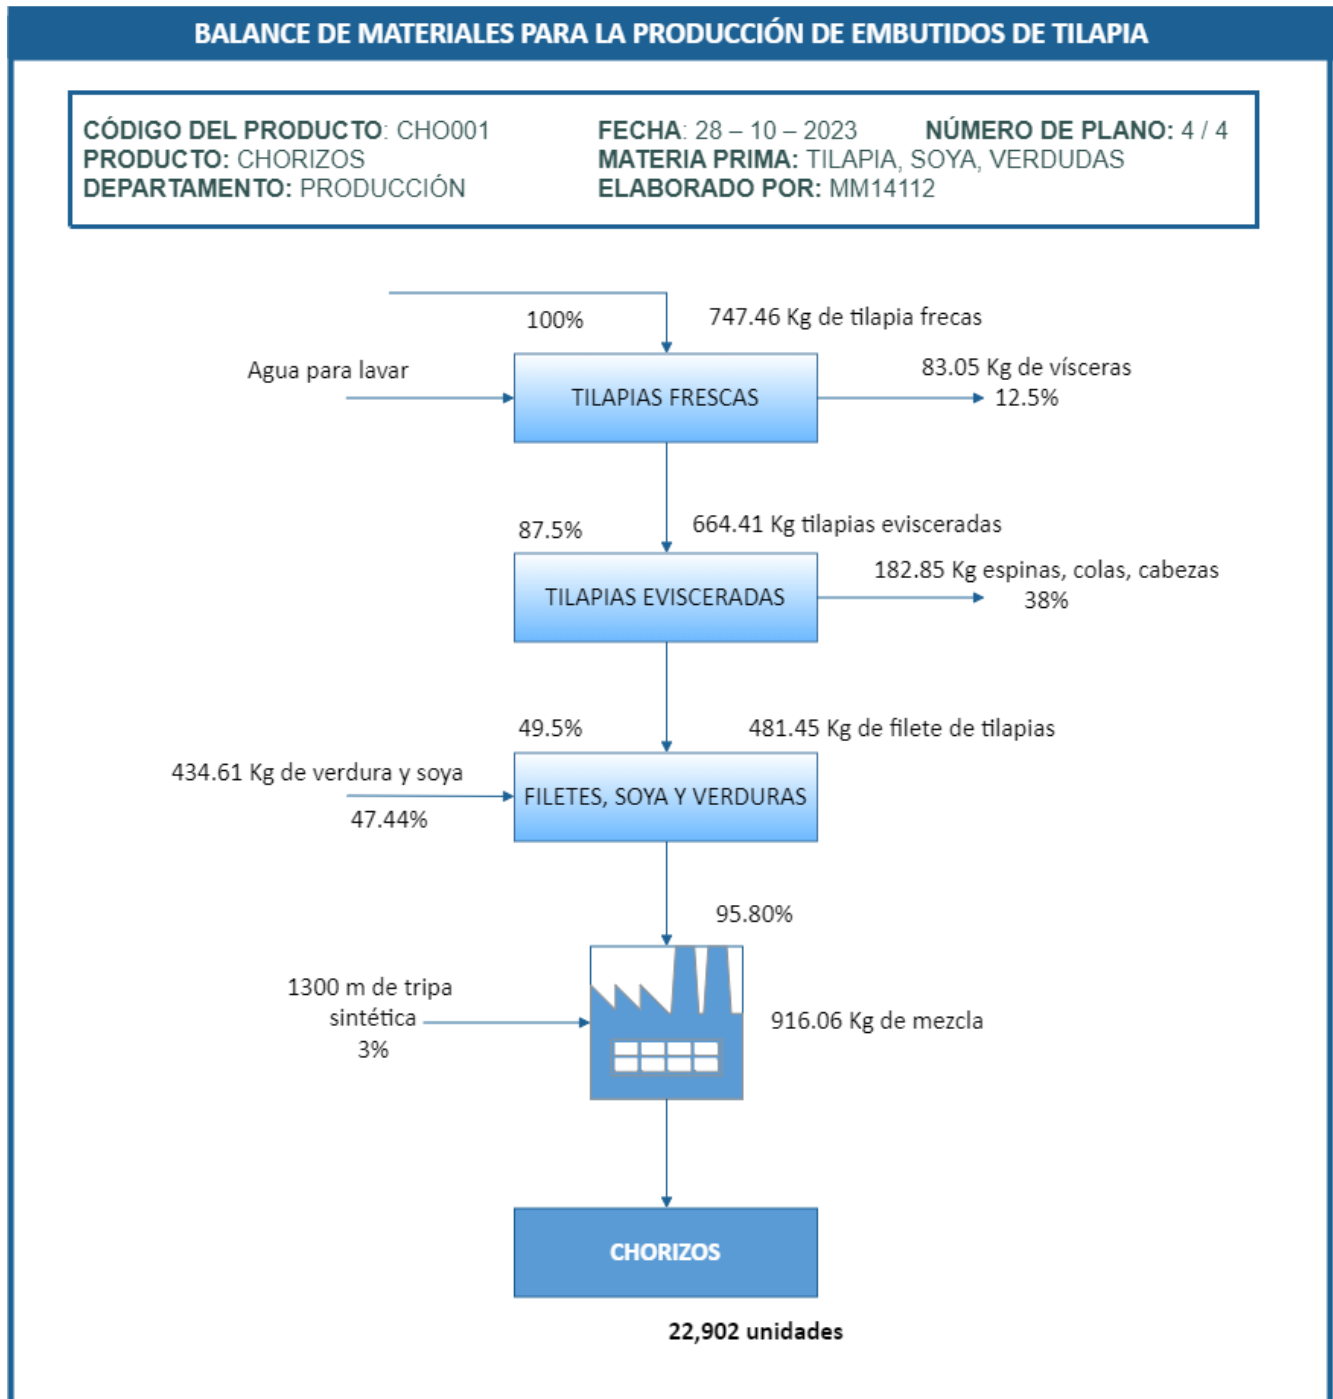 BALANCE DE MATERIALES PARA LA PRODUCCIÓN DE EMBUTIDOS DE TILAPIA
CÓDIGO DEL PRODUCTO: CHO001 FECHA: 28 – 10 – 2023 NÚMERO DE PLANO: 4 / 4
PRODUCTO: CHORIZOS MATERIA PRIMA: TILAPIA, SOYA, VERDUDAS
DEPARTAMENTO: PRODUCCIÓN ELABORADO POR: MM14112
100% 747.46 Kg de tilapia frecas
Agua para lavar 83.05 Kg de vísceras
TILAPIAS FRESCAS 12.5%
87.5% 664.41 Kg tilapias evisceradas
182.85 Kg espinas, colas, cabezas
TILAPIAS EVISCERADAS 38%
49.5% 481.45 Kg de filete de tilapias
434.61 Kg de verdura y soya
FILETES, SOYA Y VERDURAS
47.44%
95.80%
1300 m de tripa
sintética
3%
916.06 Kg de mezcla
CHORIZOS
22,902 unidades